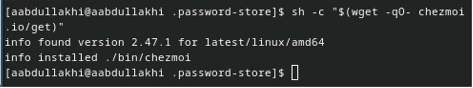 [aabdullakhi@aabdullakhi .password-store]$ sh -c "$(wget -qO- chezmoi
.io/get)"
info found version 2.47.1 for latest/linux/amd64
info installed ./bin/chezmoi
[aabdullakhi@aabdullakhi .password-store]$